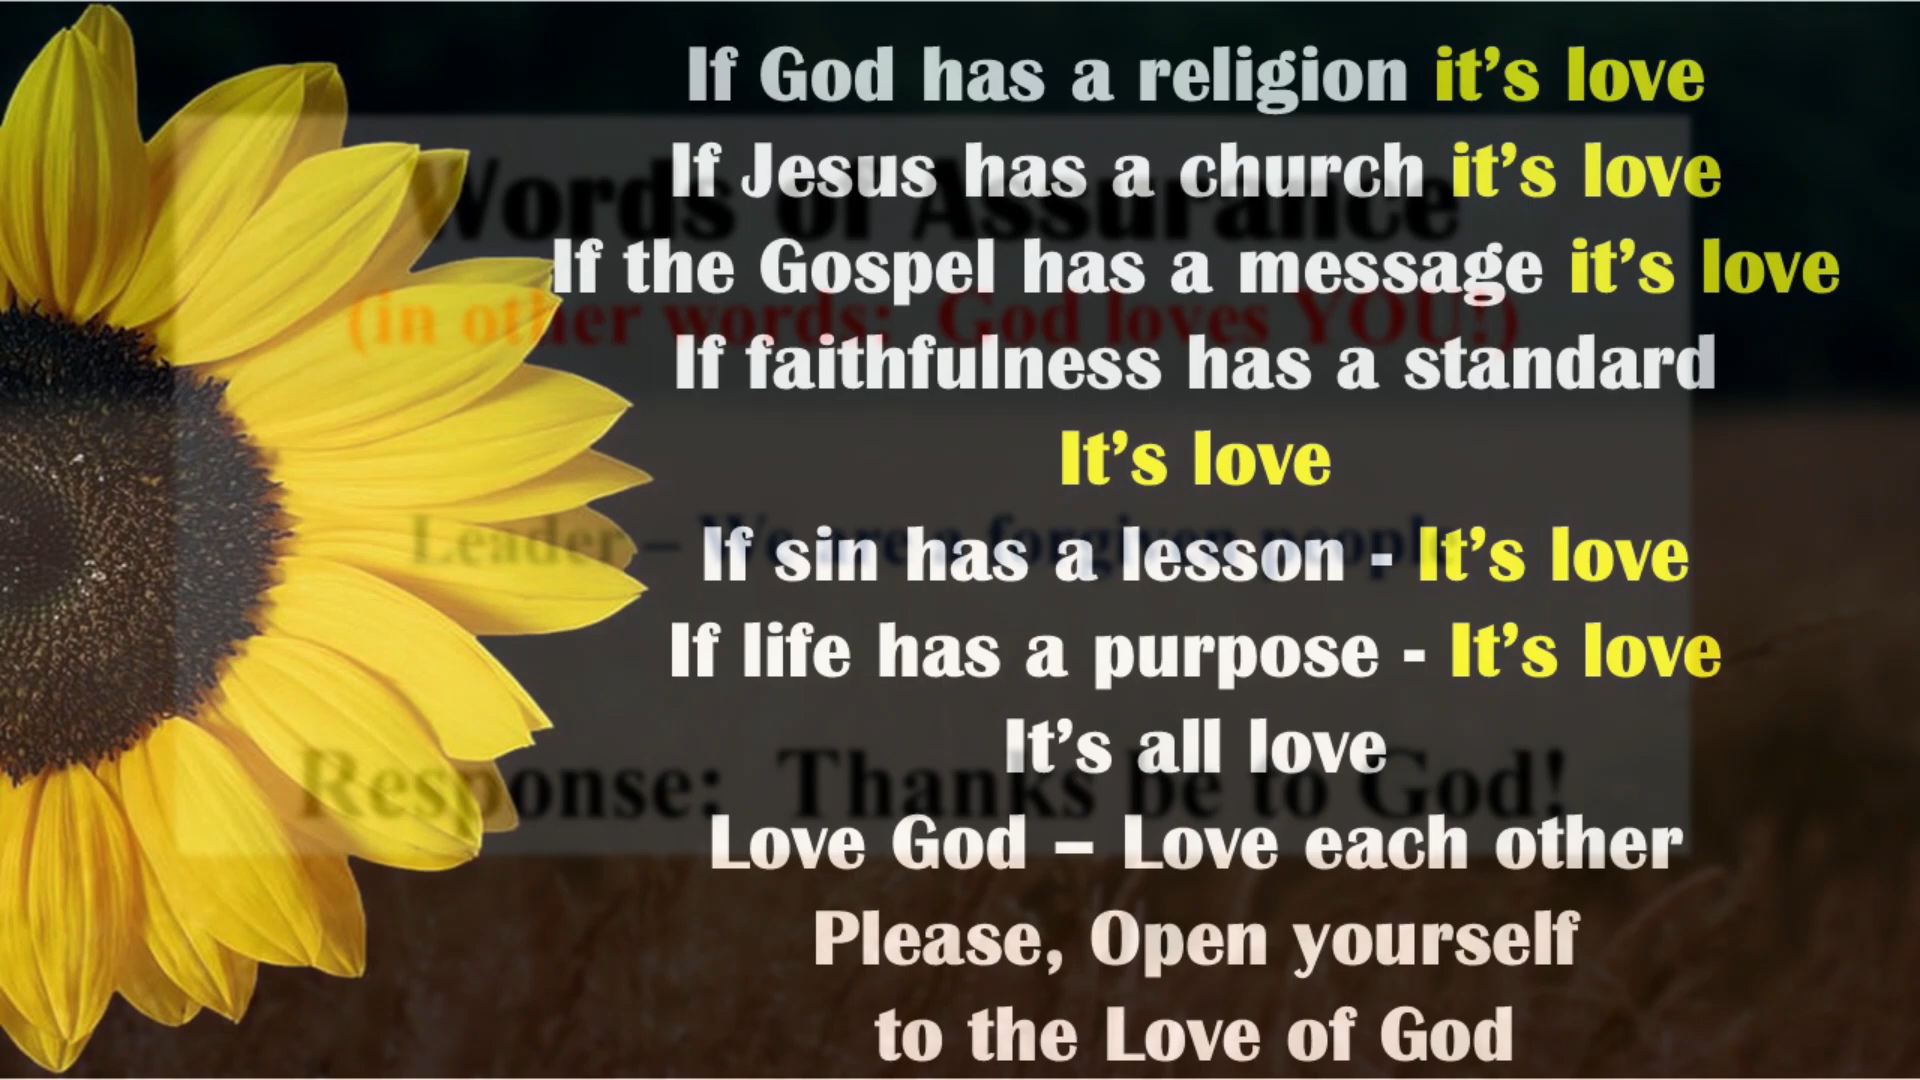 If God has a religion it's love
If Jesus has a church it's love
If the Gospel has a message it's love
If faithfulness has a standard
It's love
If sin has a lesson - It's love
If life has a purpose - It's love
It's all love
Love God – Love each other
Please, Open yourself
to the Love of God
Words of Assurance
(in other words: God loves YOU!)
Leader – We are a forgiven people
Response: Thanks be to God!